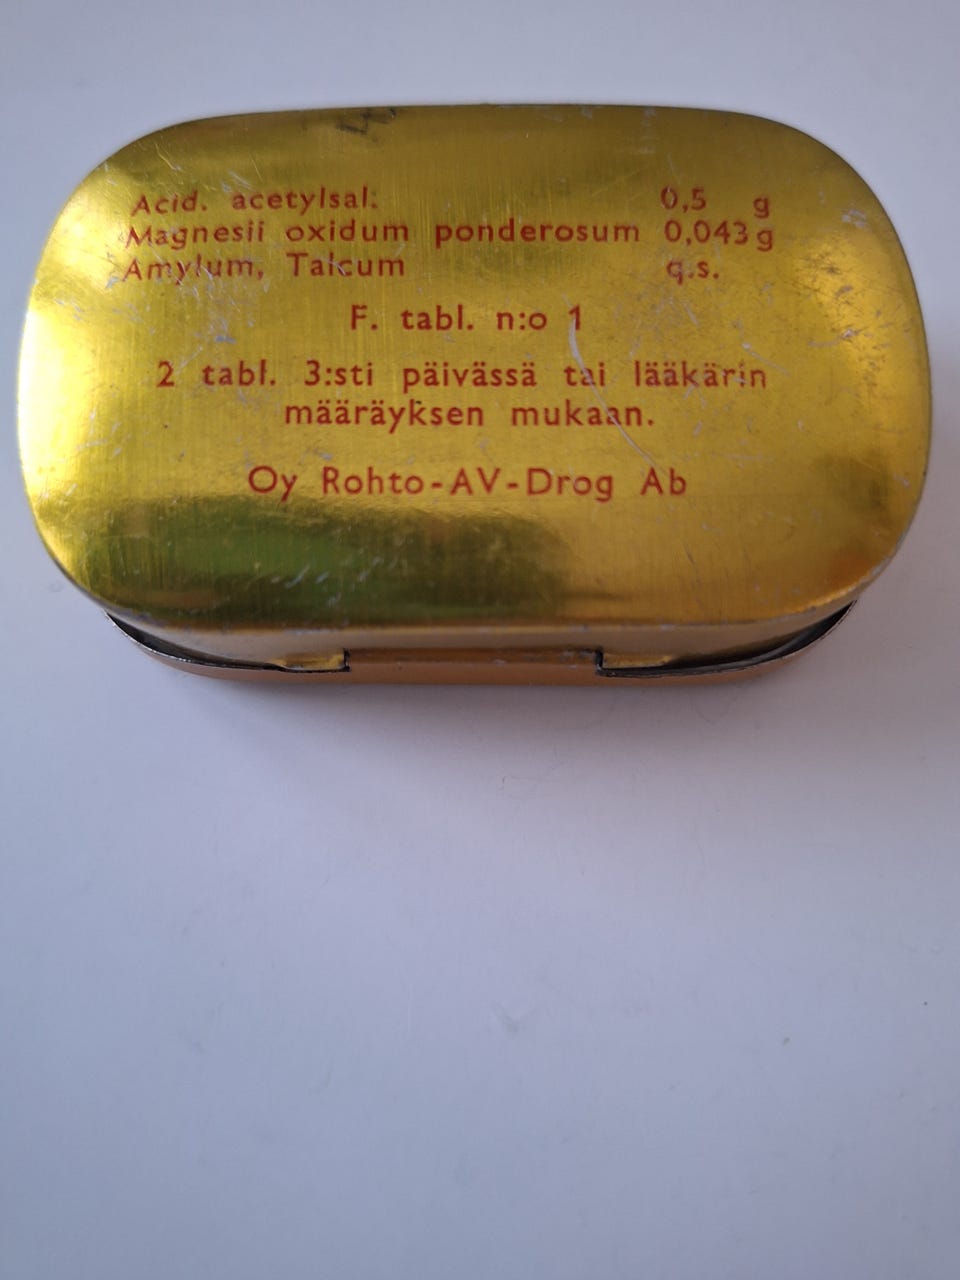 Acid. acetylsal: 0,5 g
Magnesii oxidum ponderosum 0,043 g
Amylum, Talcum q.s.
F. tabl. n:o 1
2 tabl. 3:sti päivässä tai lääkärin
määräyksen mukaan.
Oy Rohto-AV-Drog Ab